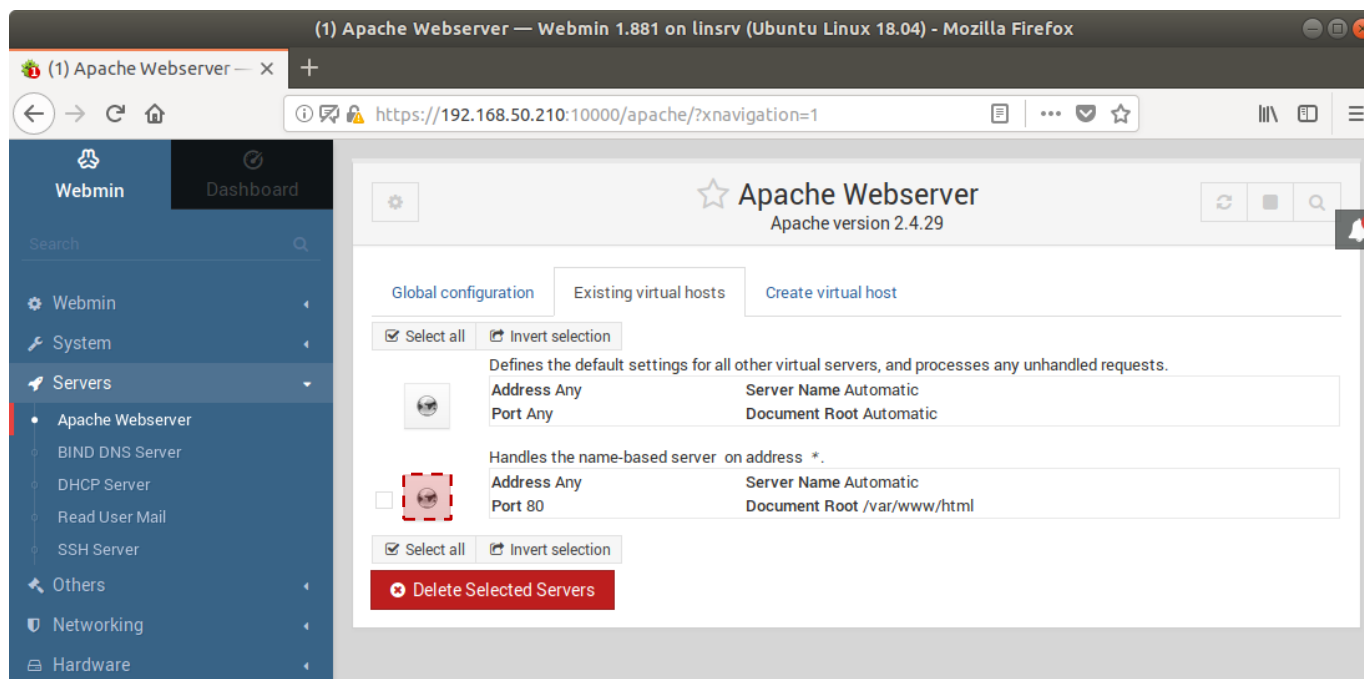 (1) Apache Webserver — Webmin 1.881 on linsrv (Ubuntu Linux 18.04) - Mozilla Firefox
(1) Apache Webserver —
https://192.168.50.210:10000/apache/?xnavigation=1
Webmin
Dashboard
Search
Webmin
System
Servers
Apache Webserver
BIND DNS Server
DHCP Server
Read User Mail
SSH Server
Others
Networking
Hardware
Apache Webserver
Apache version 2.4.29
Global configuration Existing virtual hosts Create virtual host
Select all Invert selection
Defines the default settings for all other virtual servers, and processes any unhandled requests.
Address Any Server Name Automatic
Port Any Document Root Automatic
Handles the name-based server on address *.
Address Any Server Name Automatic
Port 80 Document Root /var/www/html
Select all Invert selection
Delete Selected Servers